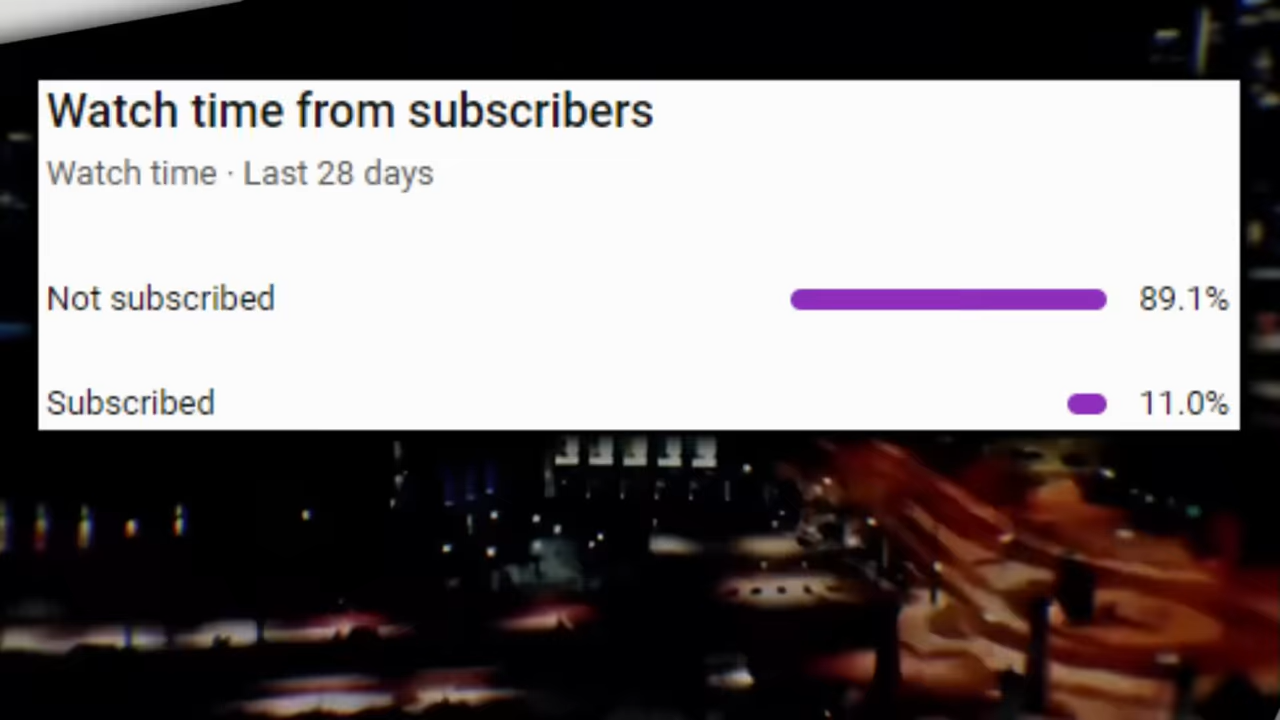 Watch time from subscribers
Watch time · Last 28 days
Not subscribed 89.1%
Subscribed 11.0%